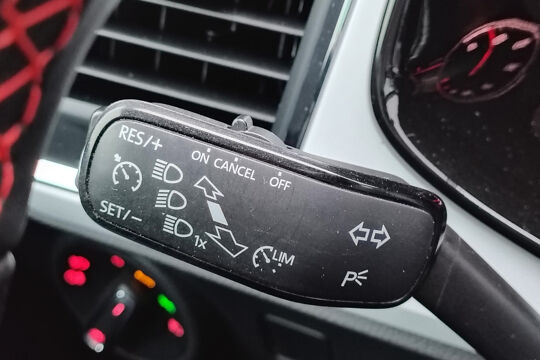 RES/+
ON CANCEL OFF
SET/−
1x
LIM
P